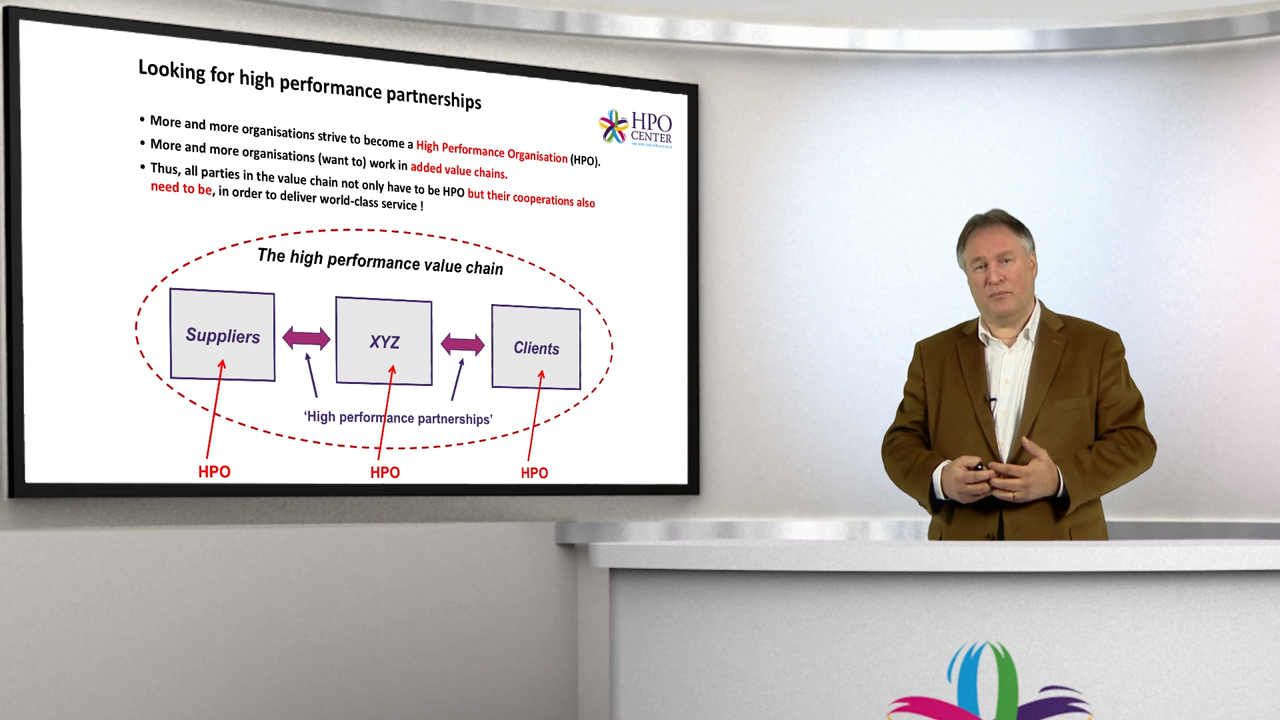 Looking for high performance partnerships
HPO
CENTER
• More and more organisations strive to become a High Performance Organisation (HPO).
• More and more organisations (want to) work in added value chains.
• Thus, all parties in the value chain not only have to be HPO but their cooperations also
need to be, in order to deliver world-class service !
The high performance value chain
Suppliers
XYZ
Clients
'High performance partnerships'
HPO
HPO
HPO